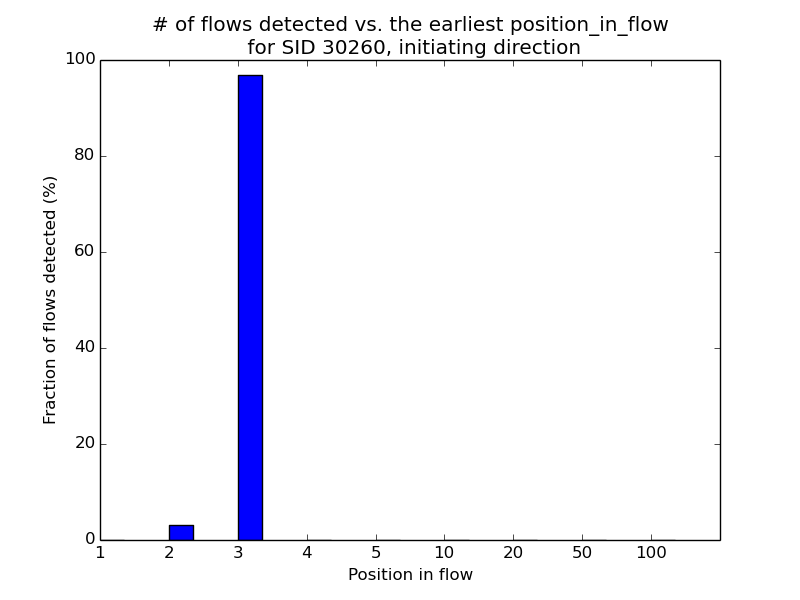 # of flows detected vs. the earliest position_in_flow
for SID 30260, initiating direction
100
80
60
40
20
0
Fraction of flows detected (%)
1 2 3 4 5 10 20 50 100
Position in flow